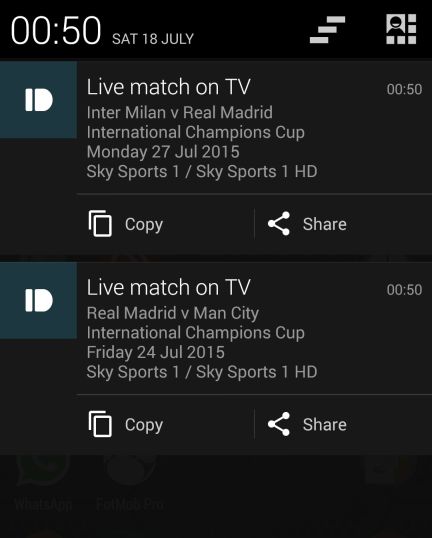 00:50 SAT 18 JULY
Live match on TV 00:50
Inter Milan v Real Madrid
International Champions Cup
Monday 27 Jul 2015
Sky Sports 1 / Sky Sports 1 HD
Copy Share
Live match on TV 00:50
Real Madrid v Man City
International Champions Cup
Friday 24 Jul 2015
Sky Sports 1 / Sky Sports 1 HD
Copy Share
WhatsApp FotMob Pro